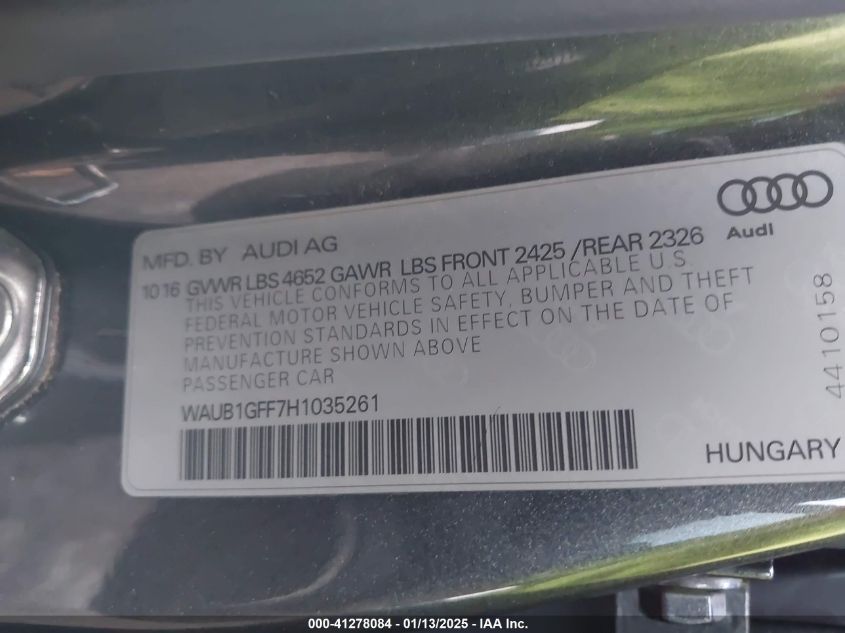 MFD. BY AUDI AG
10 16 GVWR LBS 4652 GAWR LBS FRONT 2425 /REAR 2326
THIS VEHICLE CONFORMS TO ALL APPLICABLE U.S.
FEDERAL MOTOR VEHICLE SAFETY, BUMPER AND THEFT
PREVENTION STANDARDS IN EFFECT ON THE DATE OF
MANUFACTURE SHOWN ABOVE
PASSENGER CAR
WAUB1GFF7H1035261
Audi
4410158
HUNGARY
000-41278084 - 01/13/2025 - IAA Inc.